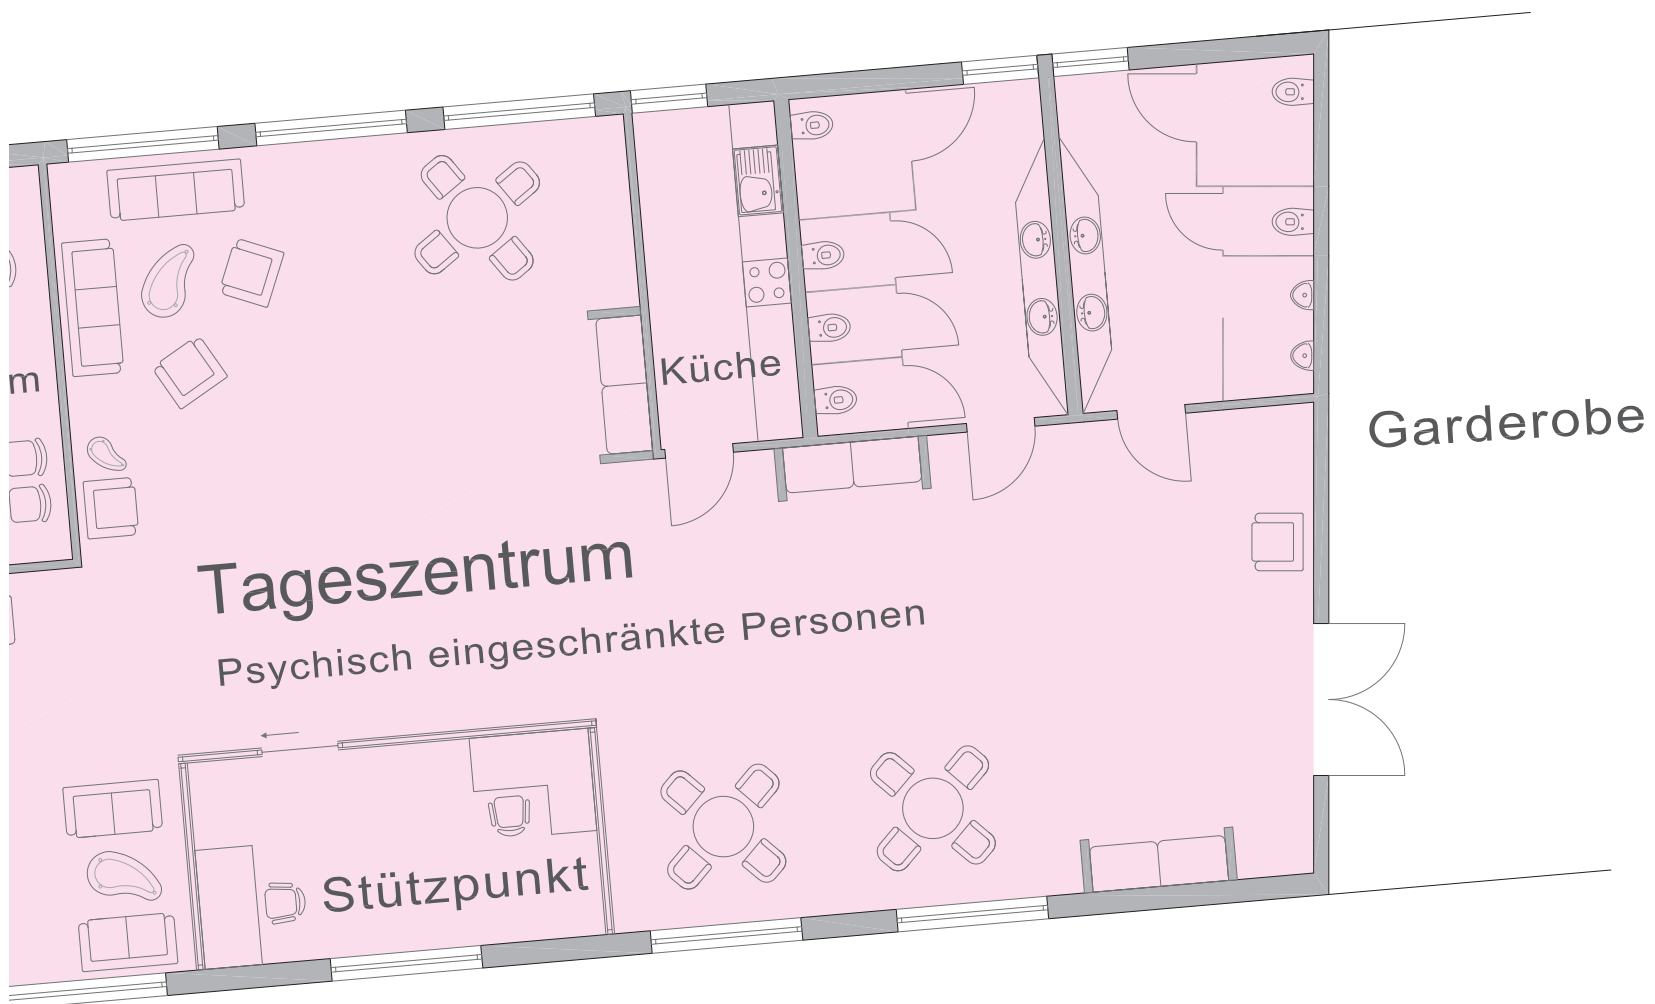 m
Küche
Garderobe
Tageszentrum
Psychisch eingeschränkte Personen
Stützpunkt